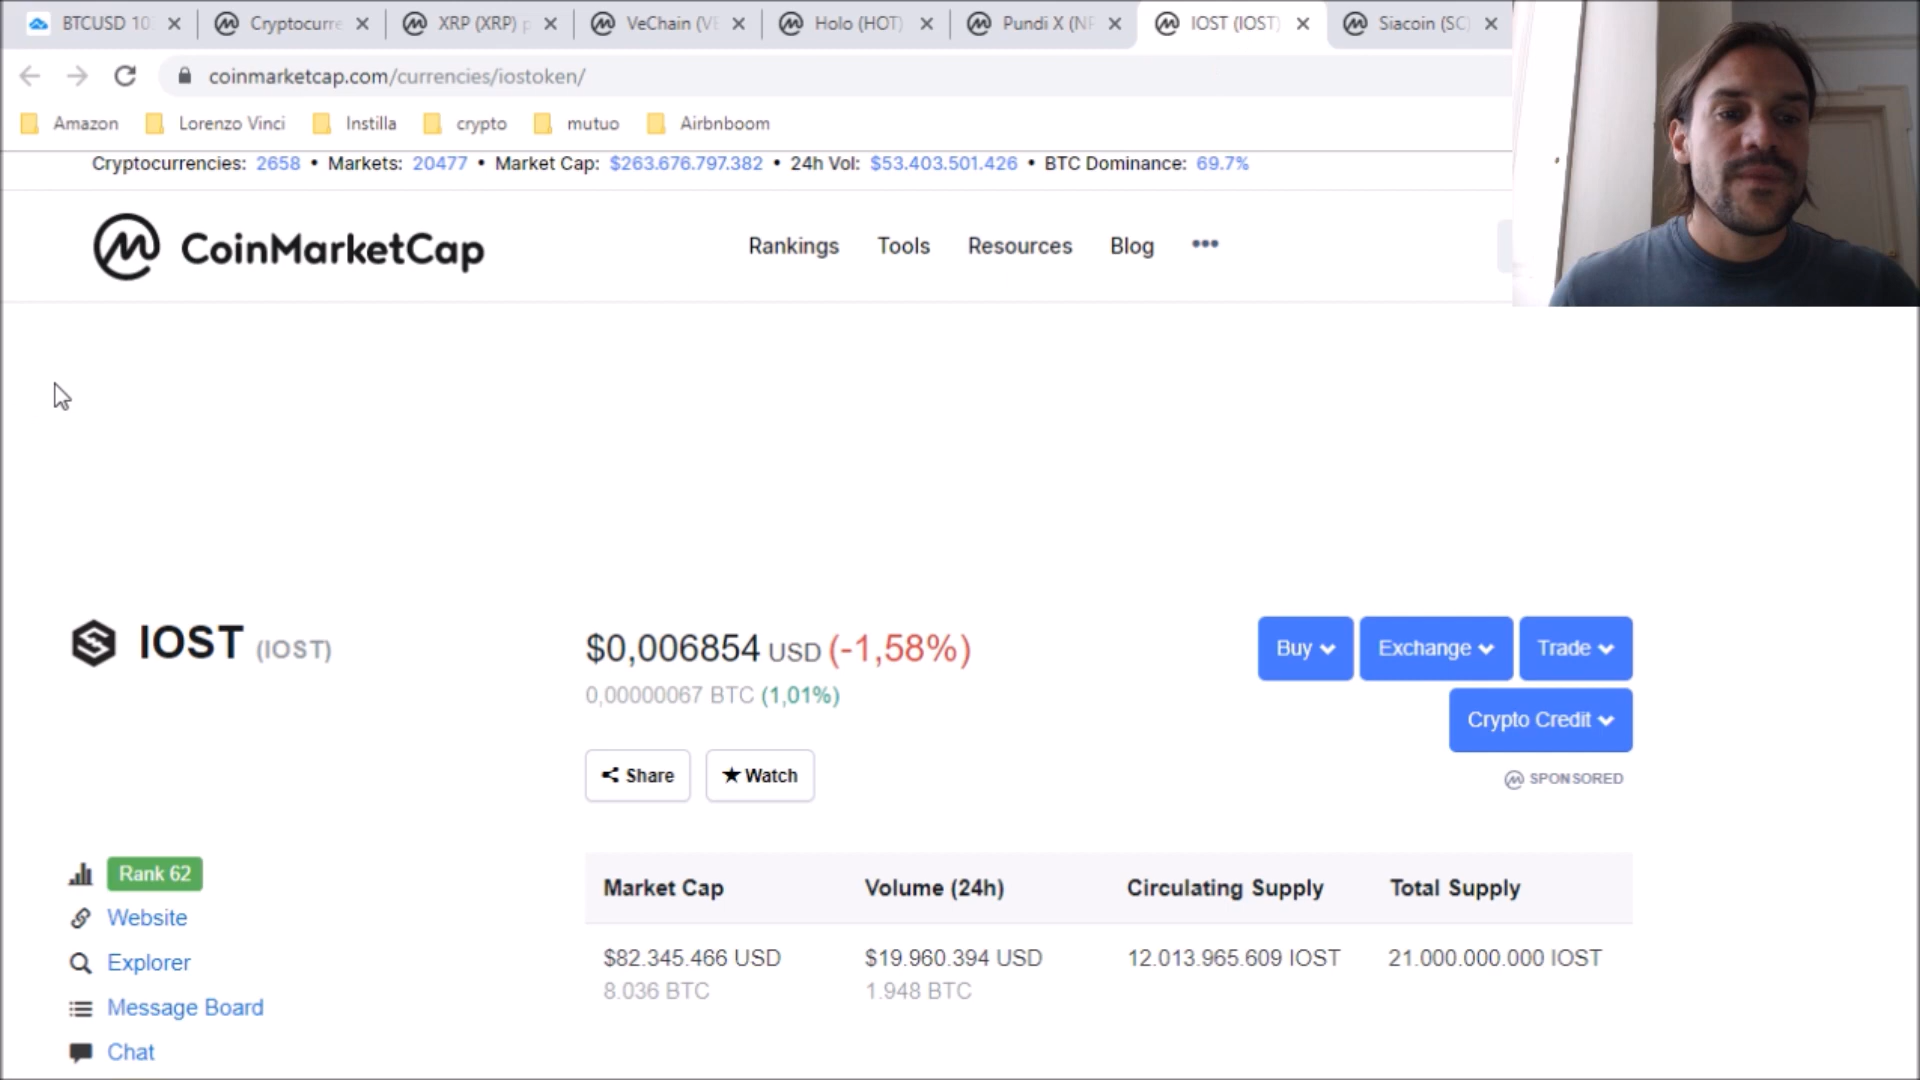 BTCUSD 10
Cryptocurre
XRP (XRP) p
VeChain (VE
Holo (HOT)
Pundi X (NP
IOST (IOST)
Siacoin (SC)
coinmarketcap.com/currencies/iostoken/
Amazon
Lorenzo Vinci
Instilla
crypto
mutuo
Airbnboom
Cryptocurrencies: 2658 • Markets: 20477 • Market Cap: $263.676.797.382 • 24h Vol: $53.403.501.426 • BTC Dominance: 69.7%
CoinMarketCap
Rankings
Tools
Resources
Blog
•••
IOST (IOST)
$0,006854 USD (-1,58%)
0,00000067 BTC (1,01%)
Buy
Exchange
Trade
Crypto Credit
Share
Watch
SPONSORED
Rank 62
Website
Explorer
Message Board
Chat
Market Cap
Volume (24h)
Circulating Supply
Total Supply
$82.345.466 USD
$19.960.394 USD
12.013.965.609 IOST
21.000.000.000 IOST
8.036 BTC
1.948 BTC